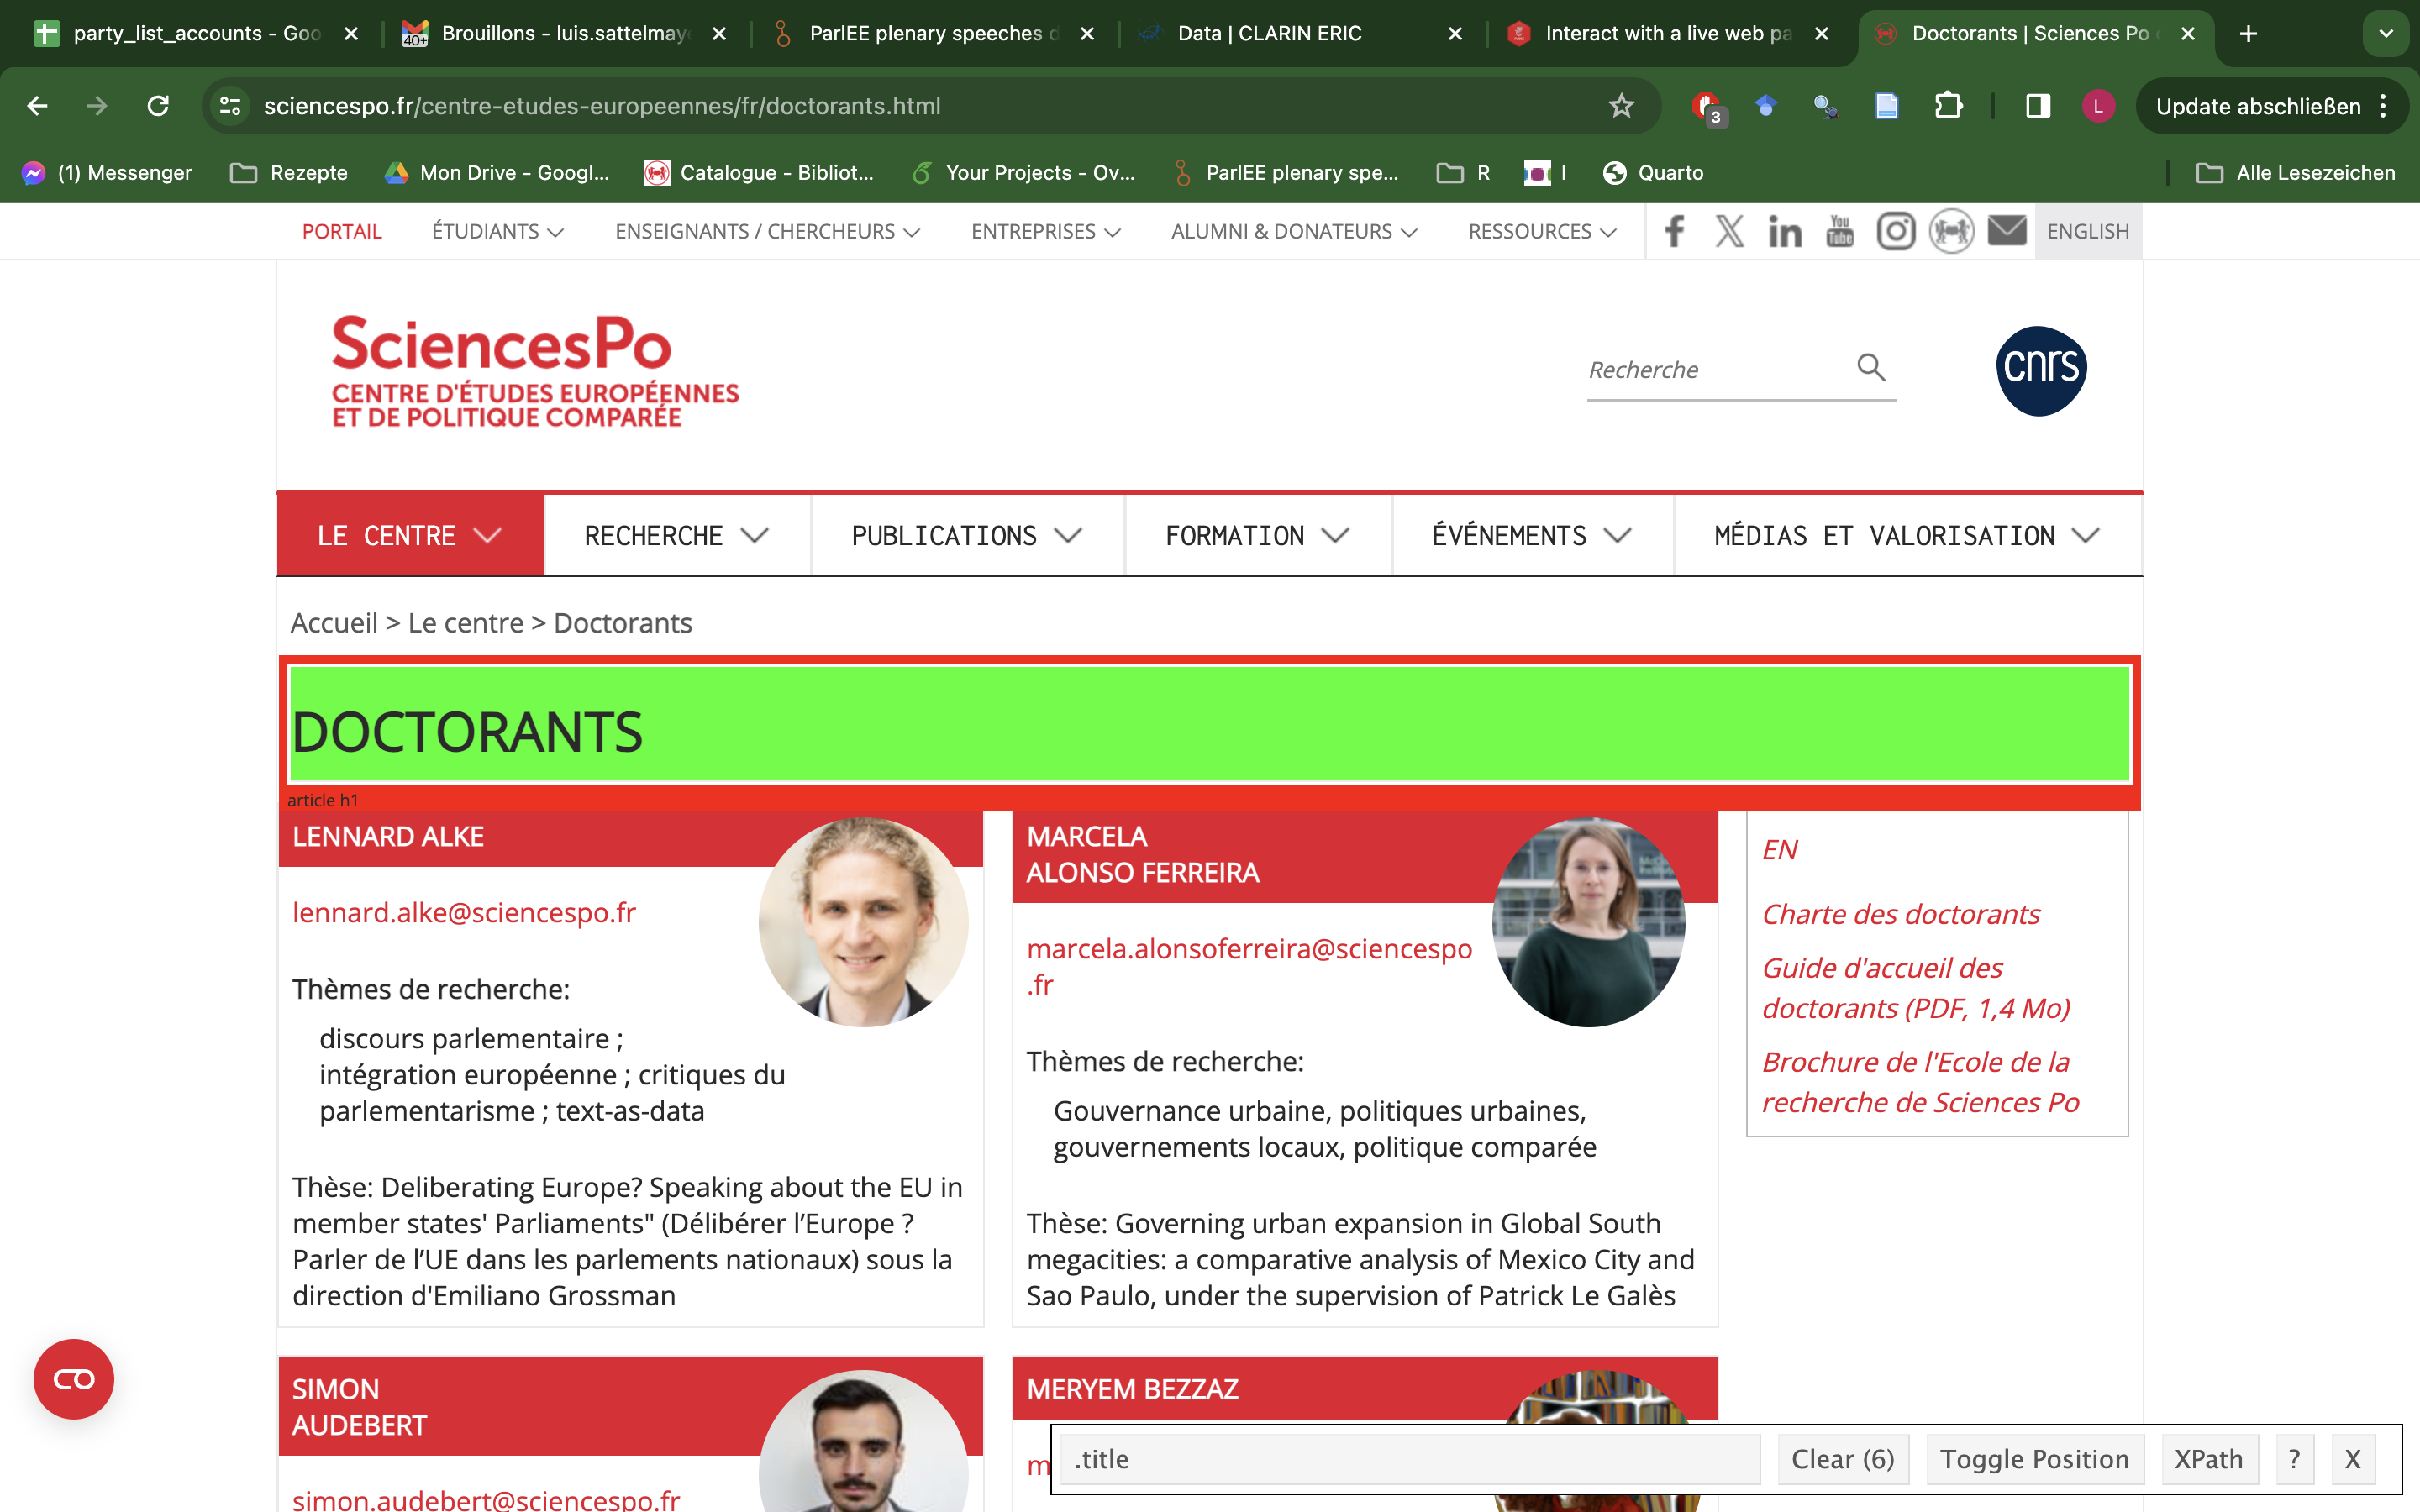 party_list_accounts - Goo
Brouillons - luis.sattelmay
40+
ParlEE plenary speeches d
Data | CLARIN ERIC
Interact with a live web pa
Doctorants | Sciences Po
sciencespo.fr/centre-etudes-europeennes/fr/doctorants.html
3
L
Update abschließen
(1) Messenger
Rezepte
Mon Drive - Googl...
Catalogue - Bibliot...
Your Projects - Ov...
ParlEE plenary spe...
R
I
Quarto
Alle Lesezeichen
PORTAIL
ÉTUDIANTS
ENSEIGNANTS / CHERCHEURS
ENTREPRISES
ALUMNI & DONATEURS
RESSOURCES
You
Tube
ENGLISH
SciencesPo
CENTRE D'ÉTUDES EUROPÉENNES
ET DE POLITIQUE COMPARÉE
Recherche
cnrs
LE CENTRE
RECHERCHE
PUBLICATIONS
FORMATION
ÉVÉNEMENTS
MÉDIAS ET VALORISATION
Accueil > Le centre > Doctorants
DOCTORANTS
article h1
LENNARD ALKE
lennard.alke@sciencespo.fr
Thèmes de recherche:
discours parlementaire ;
intégration européenne ; critiques du
parlementarisme ; text-as-data
Thèse: Deliberating Europe? Speaking about the EU in
member states' Parliaments" (Délibérer l’Europe ?
Parler de l’UE dans les parlements nationaux) sous la
direction d'Emiliano Grossman
MARCELA
ALONSO FERREIRA
marcela.alonsoferreira@sciencespo
.fr
Thèmes de recherche:
Gouvernance urbaine, politiques urbaines,
gouvernements locaux, politique comparée
Thèse: Governing urban expansion in Global South
megacities: a comparative analysis of Mexico City and
Sao Paulo, under the supervision of Patrick Le Galès
EN
Charte des doctorants
Guide d'accueil des
doctorants (PDF, 1,4 Mo)
Brochure de l'Ecole de la
recherche de Sciences Po
SIMON
AUDEBERT
simon.audebert@sciencespo.fr
MERYEM BEZZAZ
m
.title
Clear (6)
Toggle Position
XPath
?
X